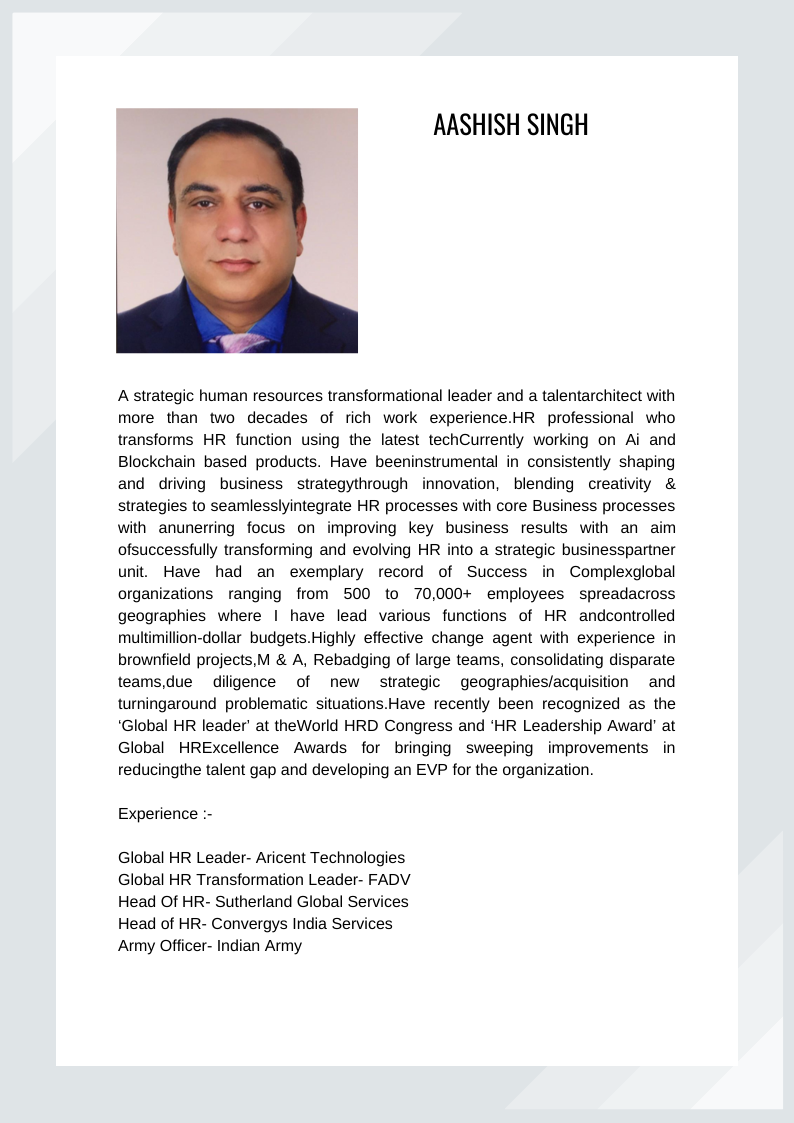 AASHISH SINGH
A strategic human resources transformational leader and a talentarchitect with
more than two decades of rich work experience.HR professional who
transforms HR function using the latest techCurrently working on Ai and
Blockchain based products. Have beeninstrumental in consistently shaping
and driving business strategythrough innovation, blending creativity &
strategies to seamlesslyintegrate HR processes with core Business processes
with anunerring focus on improving key business results with an aim
ofsuccessfully transforming and evolving HR into a strategic businesspartner
unit. Have had an exemplary record of Success in Complexglobal
organizations ranging from 500 to 70,000+ employees spreadacross
geographies where I have lead various functions of HR andcontrolled
multimillion-dollar budgets.Highly effective change agent with experience in
brownfield projects,M & A, Rebadging of large teams, consolidating disparate
teams,due diligence of new strategic geographies/acquisition and
turningaround problematic situations.Have recently been recognized as the
‘Global HR leader’ at theWorld HRD Congress and ‘HR Leadership Award’ at
Global HRExcellence Awards for bringing sweeping improvements in
reducingthe talent gap and developing an EVP for the organization.
Experience :-
Global HR Leader- Aricent Technologies
Global HR Transformation Leader- FADV
Head Of HR- Sutherland Global Services
Head of HR- Convergys India Services
Army Officer- Indian Army